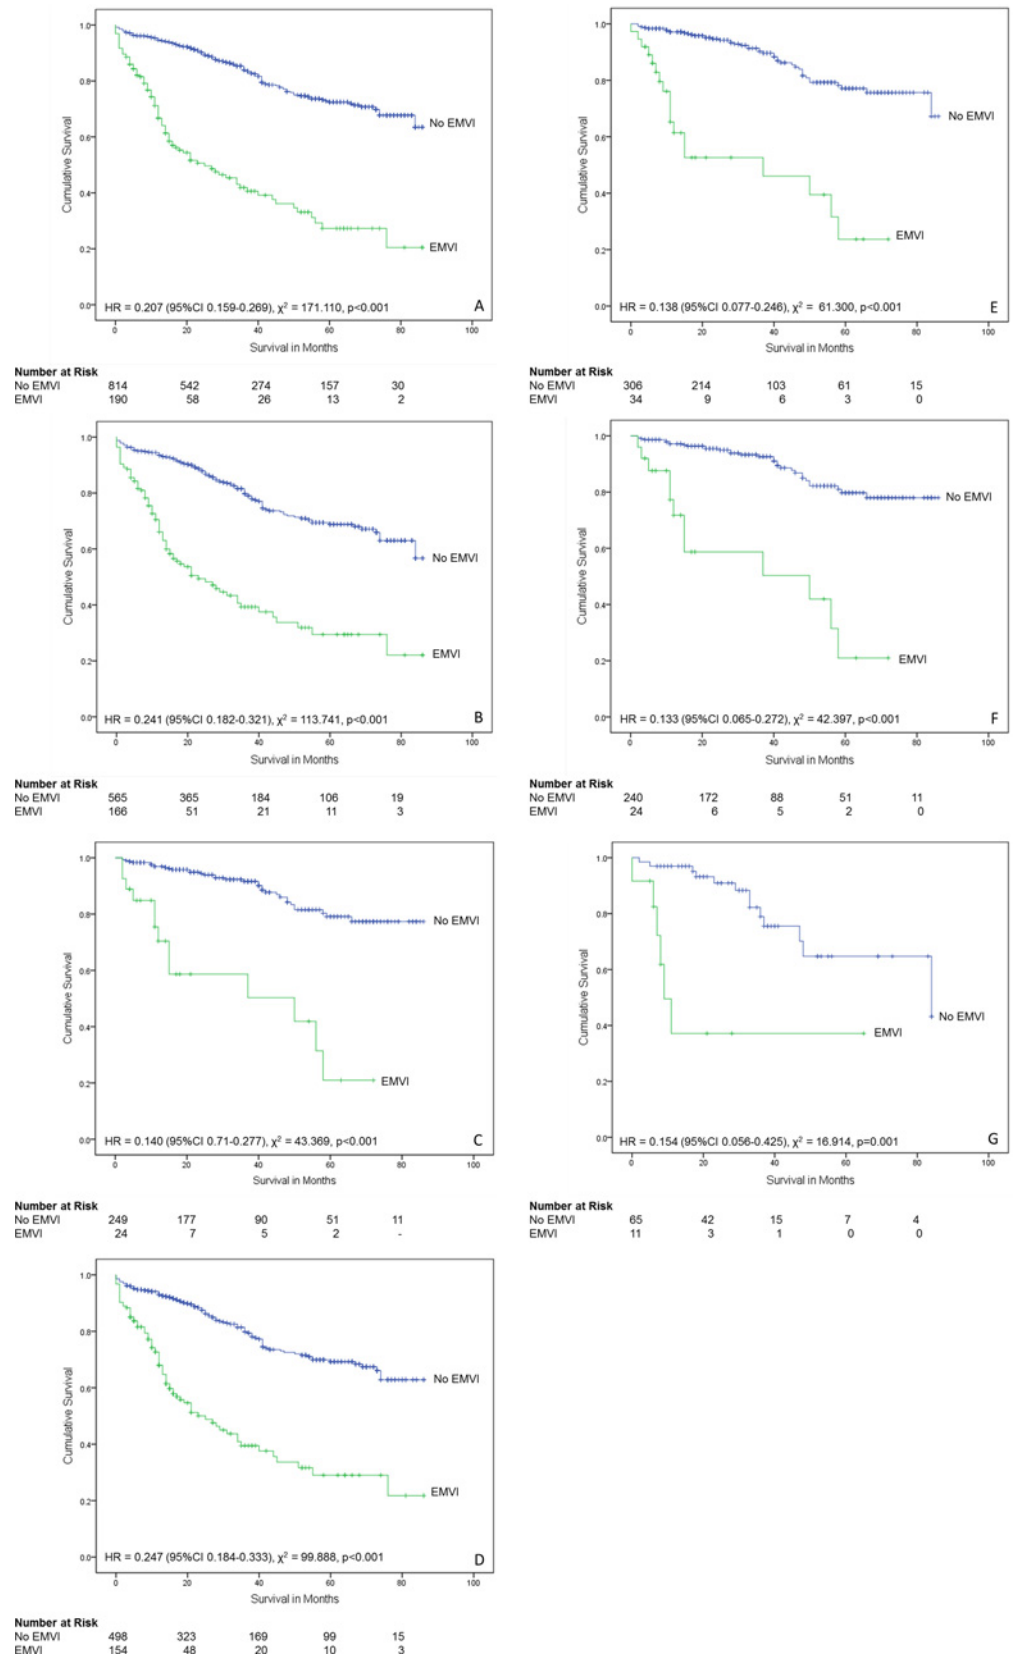 1.0
0.8
0.6
0.4
0.2
0.0
Cumulative Survival
No EMVI
EMVI
HR = 0.207 (95%CI 0.159-0.269), χ² = 171.110, p<0.001
A
0 20 40 60 80 100
Survival in Months
Number at Risk
No EMVI 814 542 274 157 30
EMVI 190 58 26 13 2
1.0
0.8
0.6
0.4
0.2
0.0
Cumulative Survival
No EMVI
EMVI
HR = 0.138 (95%CI 0.077-0.246), χ² = 61.300, p<0.001
E
0 20 40 60 80 100
Survival in Months
Number at Risk
No EMVI 306 214 103 61 15
EMVI 34 9 6 3 0
1.0
0.8
0.6
0.4
0.2
0.0
Cumulative Survival
No EMVI
EMVI
HR = 0.241 (95%CI 0.182-0.321), χ² = 113.741, p<0.001
B
0 20 40 60 80 100
Survival in Months
Number at Risk
No EMVI 565 365 184 106 19
EMVI 166 51 21 11 3
1.0
0.8
0.6
0.4
0.2
0.0
Cumulative Survival
No EMVI
EMVI
HR = 0.133 (95%CI 0.065-0.272), χ² = 42.397, p<0.001
F
0 20 40 60 80 100
Survival in Months
Number at Risk
No EMVI 240 172 88 51 11
EMVI 24 6 5 2 0
1.0
0.8
0.6
0.4
0.2
0.0
Cumulative Survival
No EMVI
EMVI
HR = 0.140 (95%CI 0.71-0.277), χ² = 43.369, p<0.001
C
0 20 40 60 80 100
Survival in Months
Number at Risk
No EMVI 249 177 90 51 11
EMVI 24 7 5 2 -
1.0
0.8
0.6
0.4
0.2
0.0
Cumulative Survival
No EMVI
EMVI
HR = 0.154 (95%CI 0.056-0.425), χ² = 16.914, p=0.001
G
0 20 40 60 80 100
Survival in Months
Number at Risk
No EMVI 65 42 15 7 4
EMVI 11 3 1 0 0
1.0
0.8
0.6
0.4
0.2
0.0
Cumulative Survival
No EMVI
EMVI
HR = 0.247 (95%CI 0.184-0.333), χ² = 99.888, p<0.001
D
0 20 40 60 80 100
Survival in Months
Number at Risk
No EMVI 498 323 169 99 15
EMVI 154 48 20 10 3